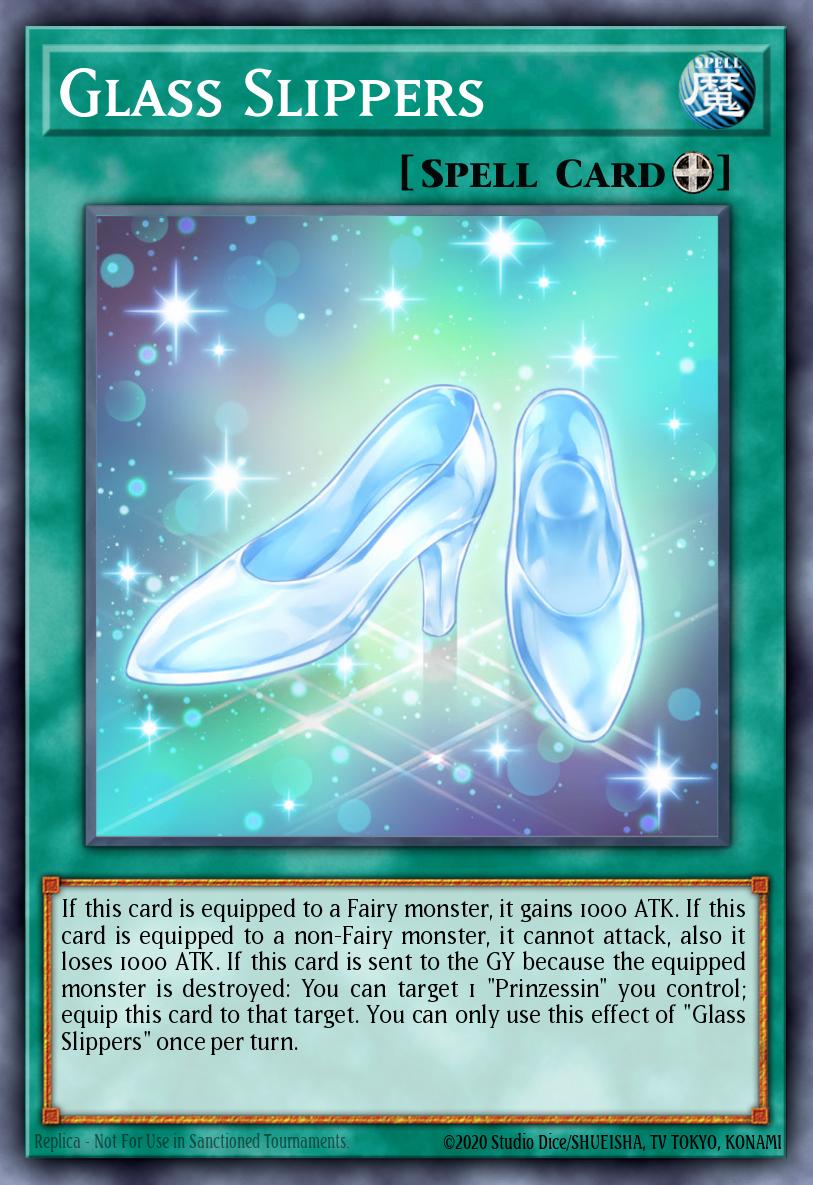 Glass Slippers
SPELL
魔
[Spell Card]
If this card is equipped to a Fairy monster, it gains 1000 ATK. If this
card is equipped to a non-Fairy monster, it cannot attack, also it
loses 1000 ATK. If this card is sent to the GY because the equipped
monster is destroyed: You can target 1 "Prinzessin" you control;
equip this card to that target. You can only use this effect of "Glass
Slippers" once per turn.
Replica - Not For Use in Sanctioned Tournaments.
©2020 Studio Dice/SHUEISHA, TV TOKYO, KONAMI